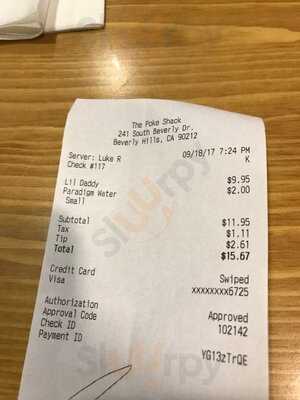 The Poke Shack
241 South Beverly Dr.
Beverly Hills, CA 90212
Server: Luke R 09/18/17 7:24 PM
Check #117 K
Lil Daddy $9.95
Paradigm Water $2.00
Small
Subtotal $11.95
Tax $1.11
Tip $2.61
Total $15.67
Credit Card Swiped
Visa xxxxxxxx6725
Authorization Approved
Approval Code 102142
Check ID
Payment ID YG13zTrQE
slurrpy